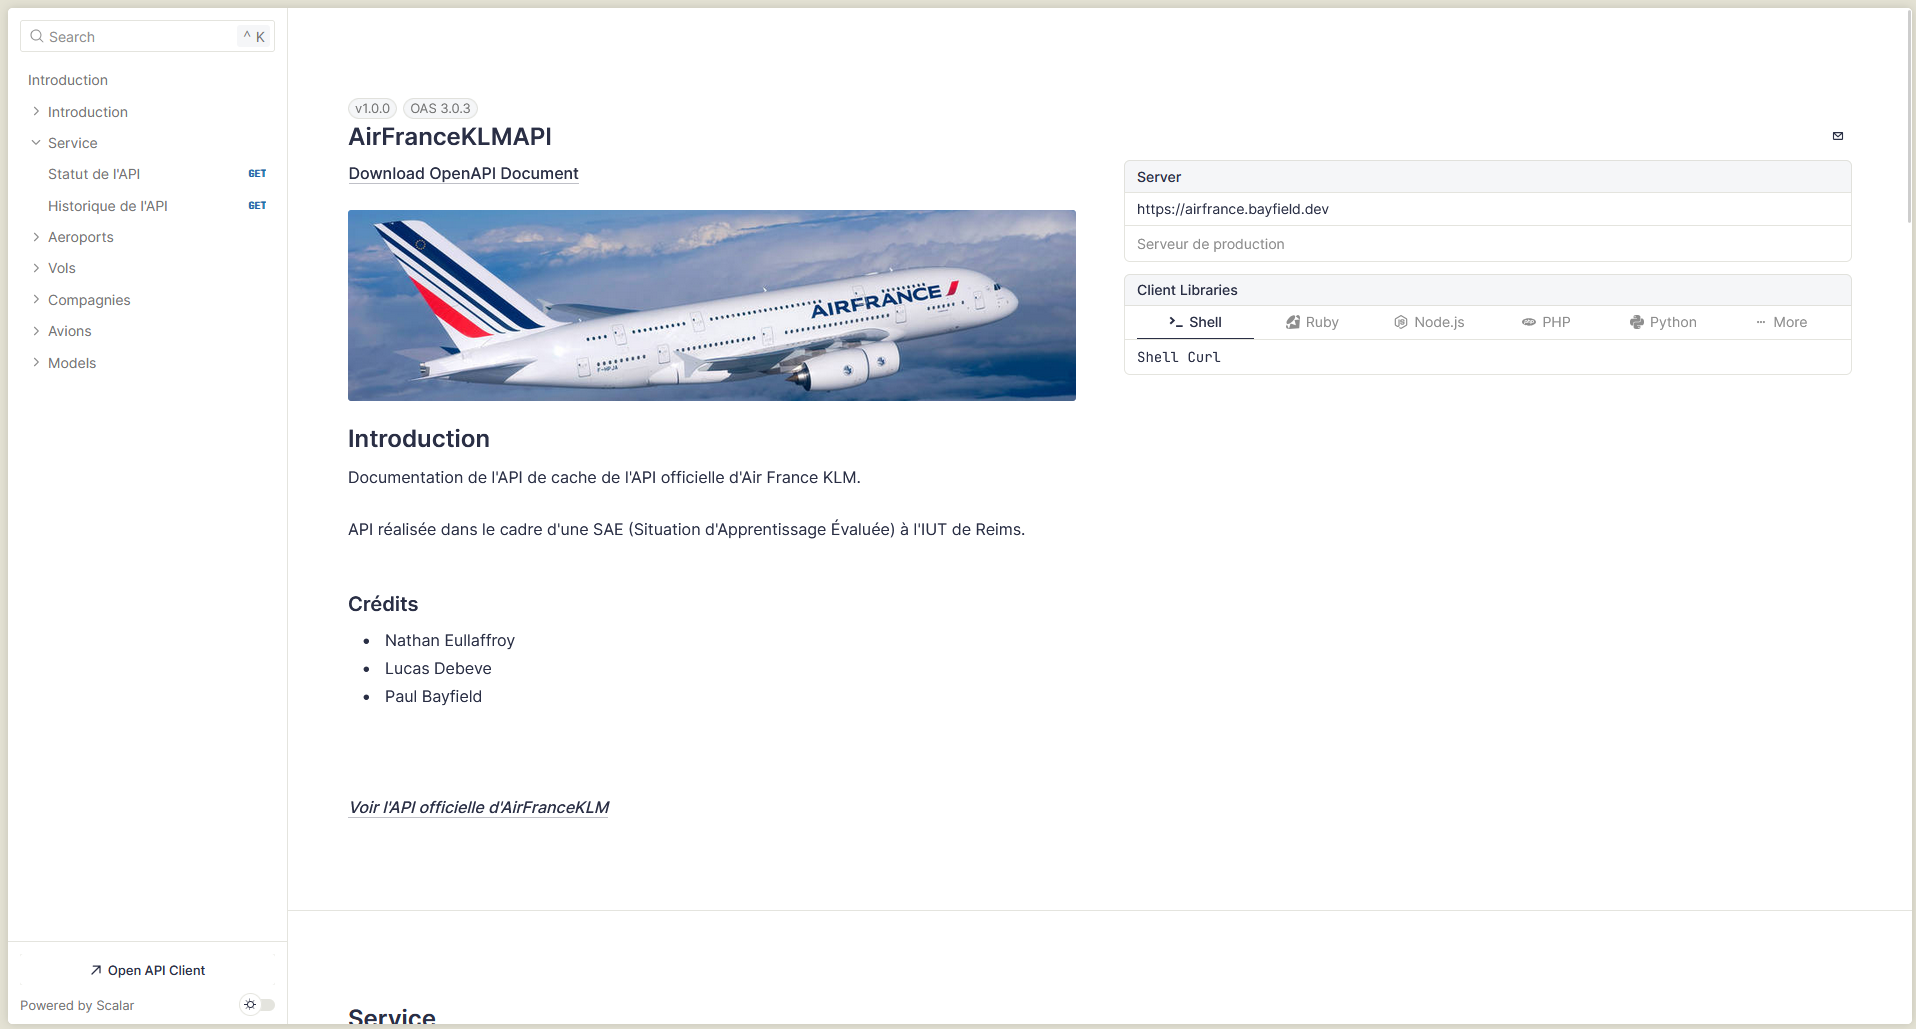 Search
^ K
Introduction
Introduction
Service
Statut de l'API GET
Historique de l'API GET
Aeroports
Vols
Compagnies
Avions
Models
Open API Client
Powered by Scalar
v1.0.0 OAS 3.0.3
AirFranceKLMAPI
Download OpenAPI Document
AIRFRANCE
F-HPJA
Introduction
Documentation de l'API de cache de l'API officielle d'Air France KLM.
API réalisée dans le cadre d'une SAE (Situation d'Apprentissage Évaluée) à l'IUT de Reims.
Crédits
Nathan Eullaffroy
Lucas Debeve
Paul Bayfield
Voir l'API officielle d'AirFranceKLM
Server
https://airfrance.bayfield.dev
Serveur de production
Client Libraries
Shell Ruby Node.js PHP Python More
Shell Curl
Service